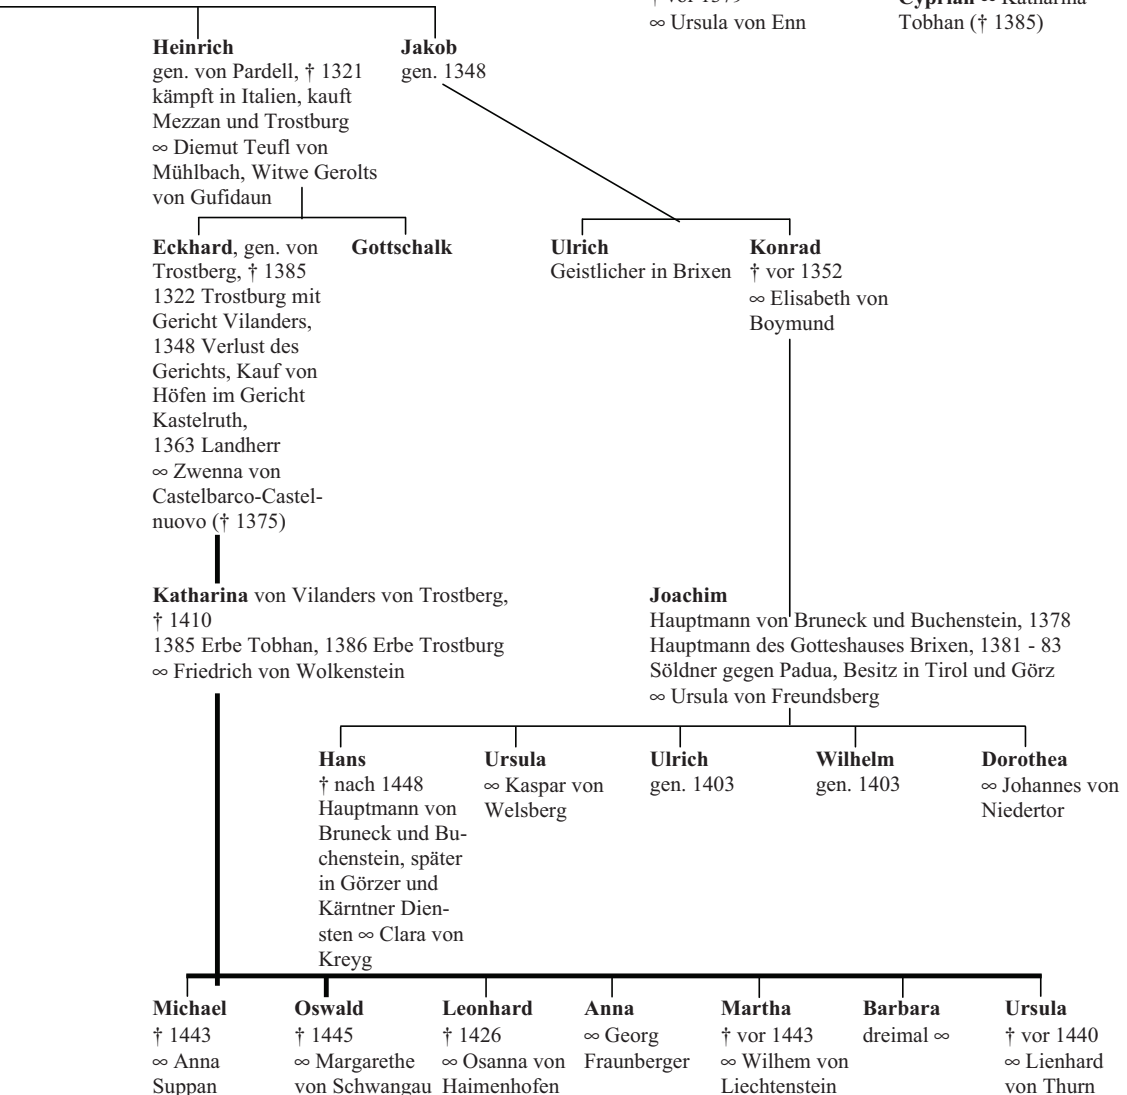 † vor 1379
∞ Ursula von Enn
Cyprian ∞ Katharina
Tobhan († 1385)
Heinrich
gen. von Pardell, † 1321
kämpft in Italien, kauft
Mezzan und Trostburg
∞ Diemut Teufl von
Mühlbach, Witwe Gerolts
von Gufidaun
Jakob
gen. 1348
Eckhard, gen. von
Trostberg, † 1385
1322 Trostburg mit
Gericht Vilanders,
1348 Verlust des
Gerichts, Kauf von
Höfen im Gericht
Kastelruth,
1363 Landherr
∞ Zwenna von
Castelbarco-Castel-
nuovo († 1375)
Gottschalk
Ulrich
Geistlicher in Brixen
Konrad
† vor 1352
∞ Elisabeth von
Boymund
Katharina von Vilanders von Trostberg,
† 1410
1385 Erbe Tobhan, 1386 Erbe Trostburg
∞ Friedrich von Wolkenstein
Joachim
Hauptmann von Bruneck und Buchenstein, 1378
Hauptmann des Gotteshauses Brixen, 1381 - 83
Söldner gegen Padua, Besitz in Tirol und Görz
∞ Ursula von Freundsberg
Hans
† nach 1448
Hauptmann von
Bruneck und Bu-
chenstein, später
in Görzer und
Kärntner Dien-
sten ∞ Clara von
Kreyg
Ursula
∞ Kaspar von
Welsberg
Ulrich
gen. 1403
Wilhelm
gen. 1403
Dorothea
∞ Johannes von
Niedertor
Michael
† 1443
∞ Anna
Suppan
Oswald
† 1445
∞ Margarethe
von Schwangau
Leonhard
† 1426
∞ Osanna von
Haimenhofen
Anna
∞ Georg
Fraunberger
Martha
† vor 1443
∞ Wilhem von
Liechtenstein
Barbara
dreimal ∞
Ursula
† vor 1440
∞ Lienhard
von Thurn